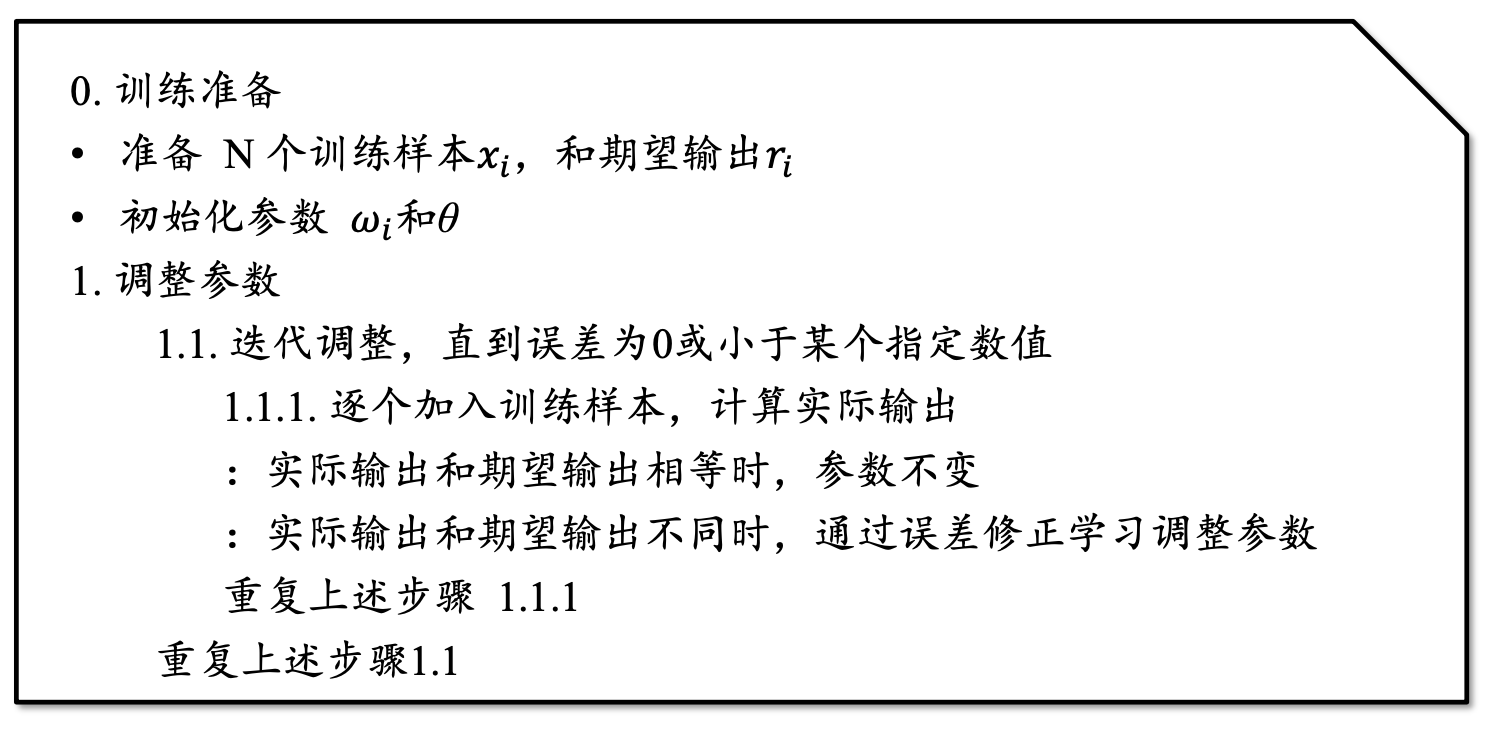 0. 训练准备
• 准备 N 个训练样本$x_i$，和期望输出$r_i$
• 初始化参数 $\omega_i$和$\theta$
1. 调整参数
1.1. 迭代调整，直到误差为0或小于某个指定数值
1.1.1. 逐个加入训练样本，计算实际输出
：实际输出和期望输出相等时，参数不变
：实际输出和期望输出不同时，通过误差修正学习调整参数
重复上述步骤 1.1.1
重复上述步骤1.1